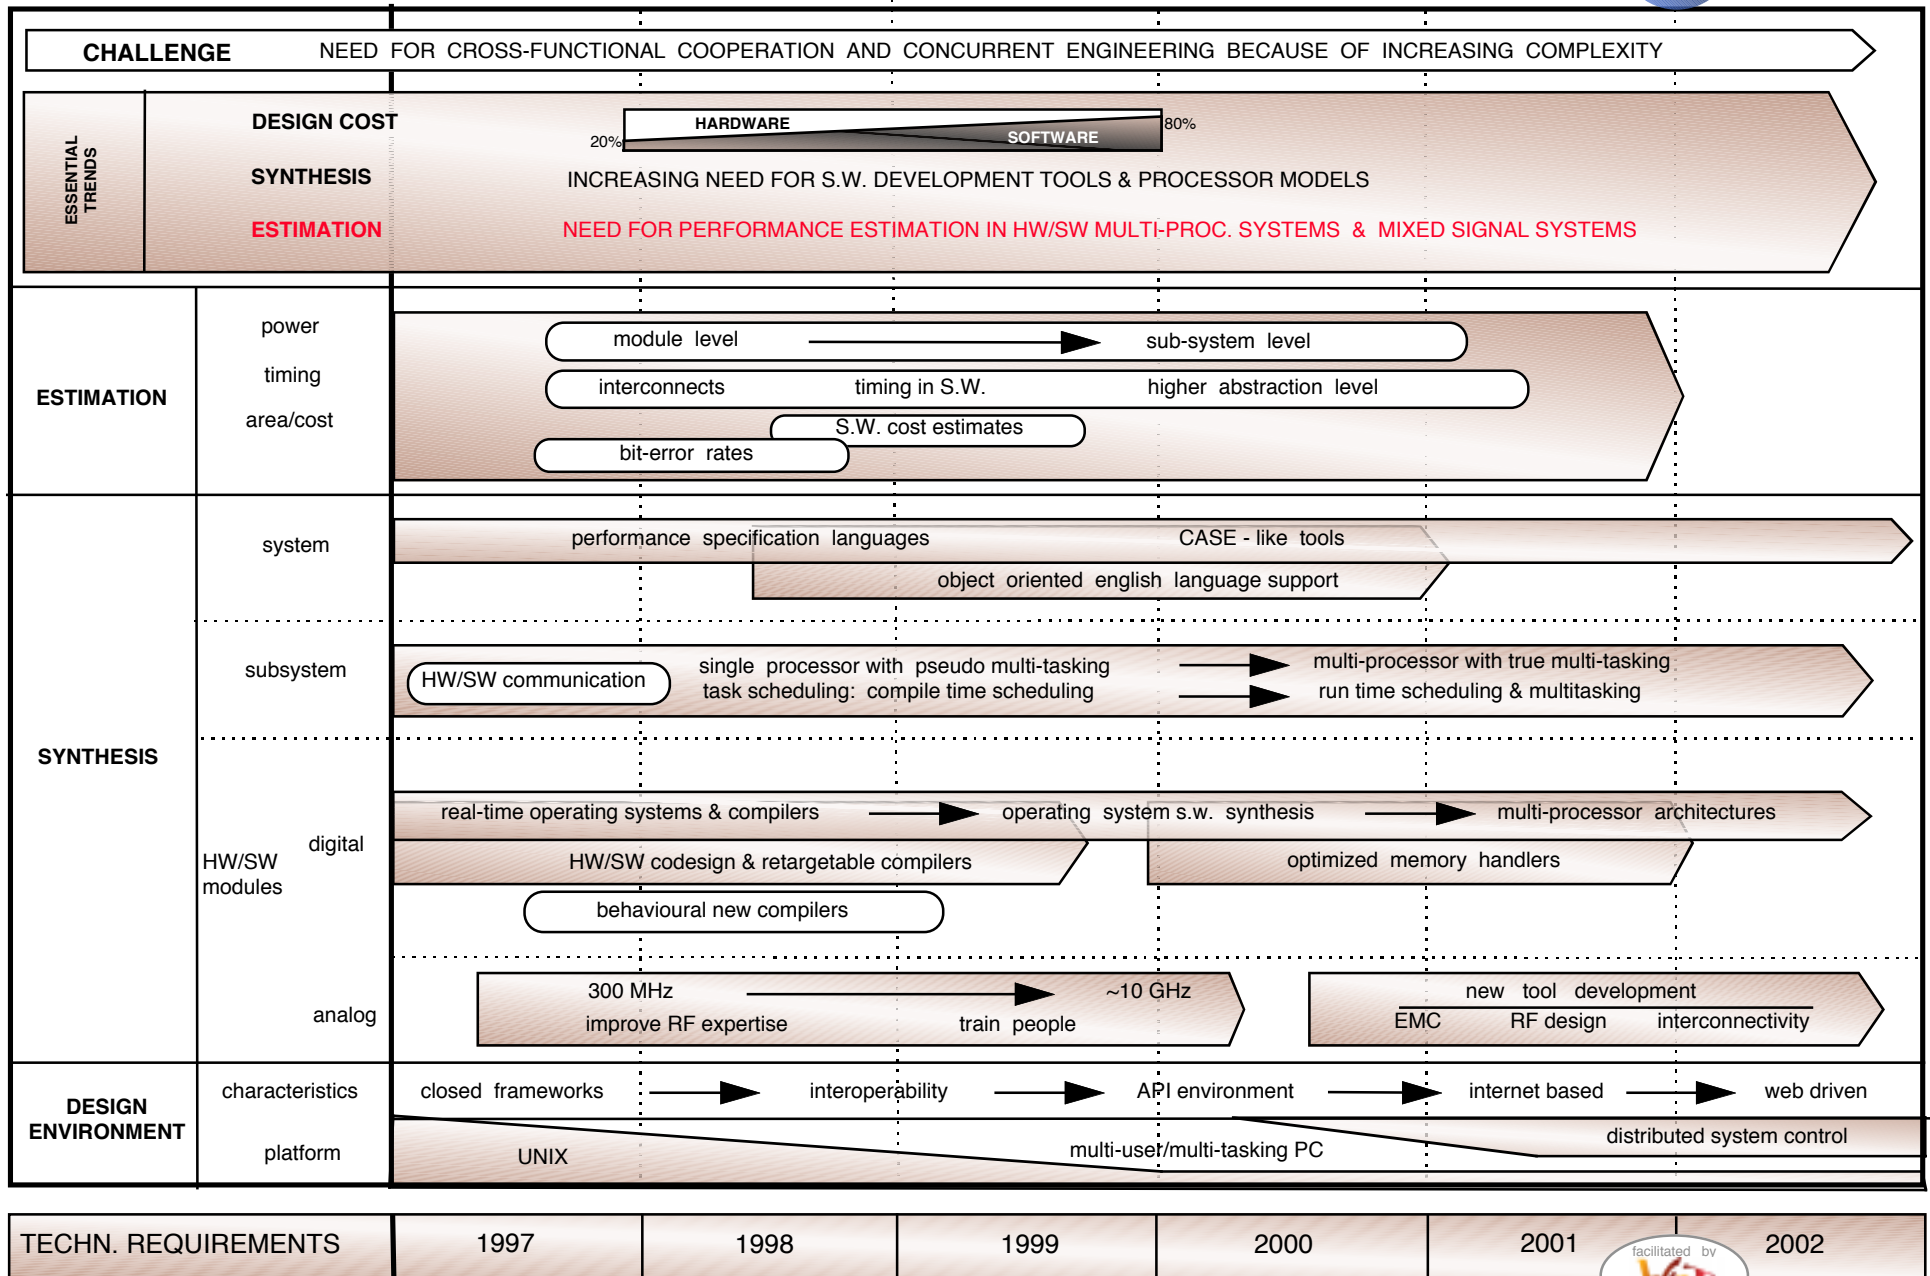 CHALLENGE NEED FOR CROSS-FUNCTIONAL COOPERATION AND CONCURRENT ENGINEERING BECAUSE OF INCREASING COMPLEXITY
ESSENTIAL
TRENDS
DESIGN COST
20% HARDWARE SOFTWARE 80%
SYNTHESIS INCREASING NEED FOR S.W. DEVELOPMENT TOOLS & PROCESSOR MODELS
ESTIMATION NEED FOR PERFORMANCE ESTIMATION IN HW/SW MULTI-PROC. SYSTEMS & MIXED SIGNAL SYSTEMS
ESTIMATION
power module level sub-system level
timing interconnects timing in S.W. higher abstraction level
area/cost S.W. cost estimates
bit-error rates
SYNTHESIS
system performance specification languages CASE - like tools
object oriented english language support
subsystem HW/SW communication
single processor with pseudo multi-tasking multi-processor with true multi-tasking
task scheduling: compile time scheduling run time scheduling & multitasking
HW/SW
modules
digital
real-time operating systems & compilers operating system s.w. synthesis multi-processor architectures
HW/SW codesign & retargetable compilers optimized memory handlers
behavioural new compilers
analog
300 MHz ~10 GHz
improve RF expertise train people
new tool development
EMC RF design interconnectivity
DESIGN
ENVIRONMENT
characteristics closed frameworks interoperability API environment internet based web driven
platform UNIX multi-user/multi-tasking PC distributed system control
TECHN. REQUIREMENTS 1997 1998 1999 2000 2001 2002
facilitated by